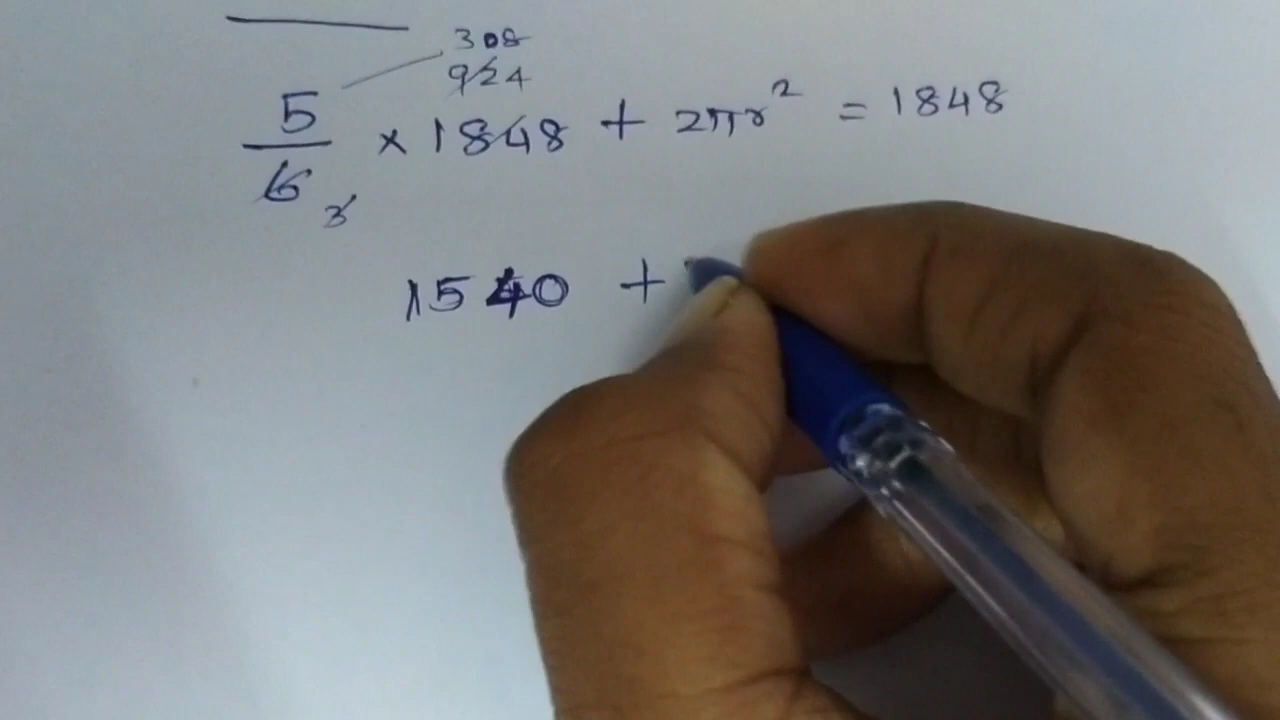 308
924
5/6 × 1848 + 2πr² = 1848
3
1540 +